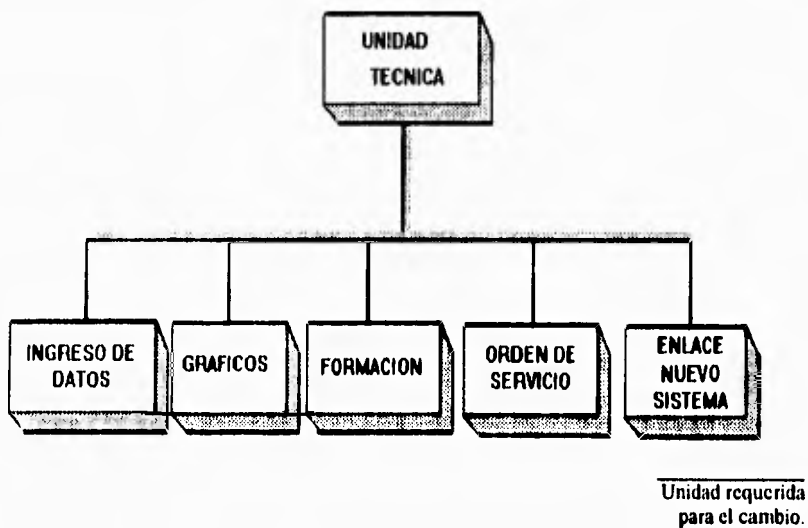 UNIDAD
TECNICA
INGRESO DE
DATOS
GRAFICOS
FORMACION
ORDEN DE
SERVICIO
ENLACE
NUEVO
SISTEMA
Unidad requerida
para el cambio.